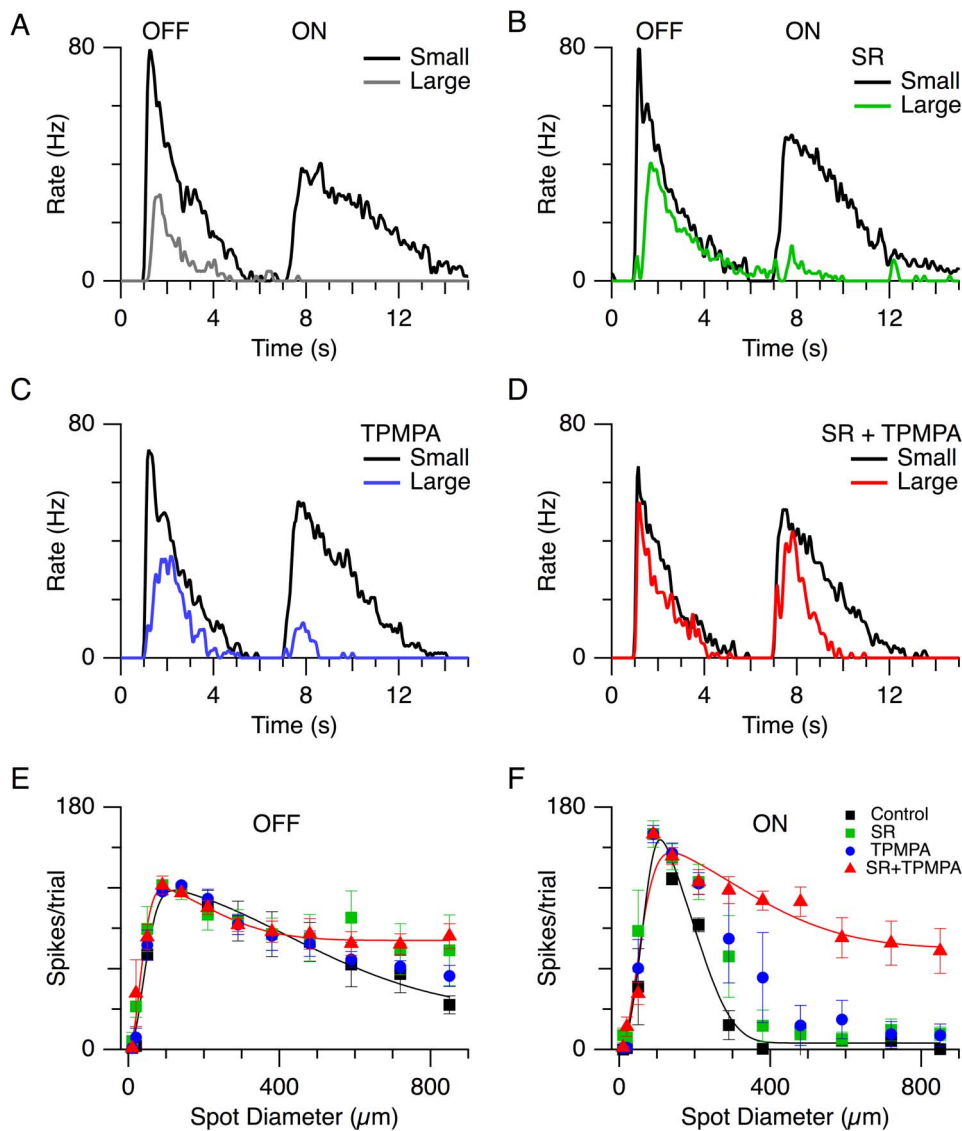 A
OFF
ON
80
Small
Large
Rate (Hz)
0
0
4
8
12
Time (s)
B
OFF
ON
80
SR
Small
Large
Rate (Hz)
0
0
4
8
12
Time (s)
C
80
TPMPA
Small
Large
Rate (Hz)
0
0
4
8
12
Time (s)
D
80
SR + TPMPA
Small
Large
Rate (Hz)
0
0
4
8
12
Time (s)
E
180
OFF
Spikes/trial
0
0
400
800
Spot Diameter (µm)
F
180
ON
Control
SR
TPMPA
SR+TPMPA
Spikes/trial
0
0
400
800
Spot Diameter (µm)